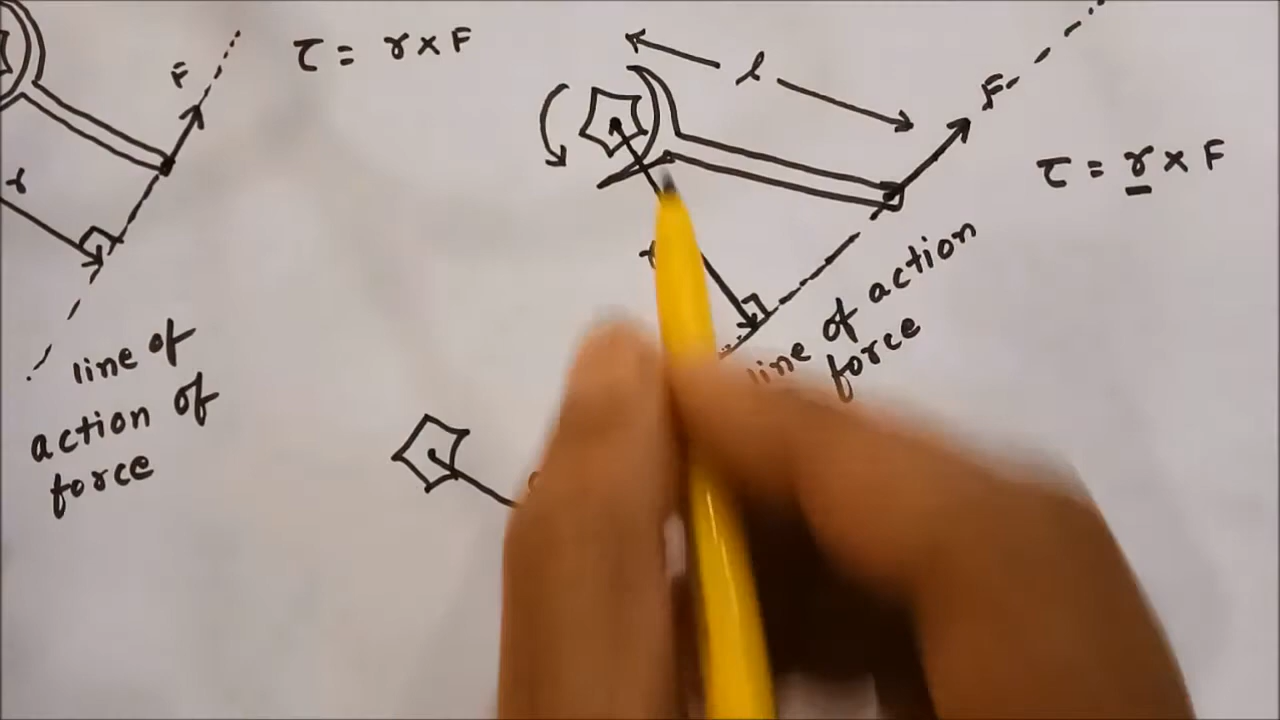 F
τ = r × F
r
line of
action of
force
l
F
τ = r × F
r
line of action
force